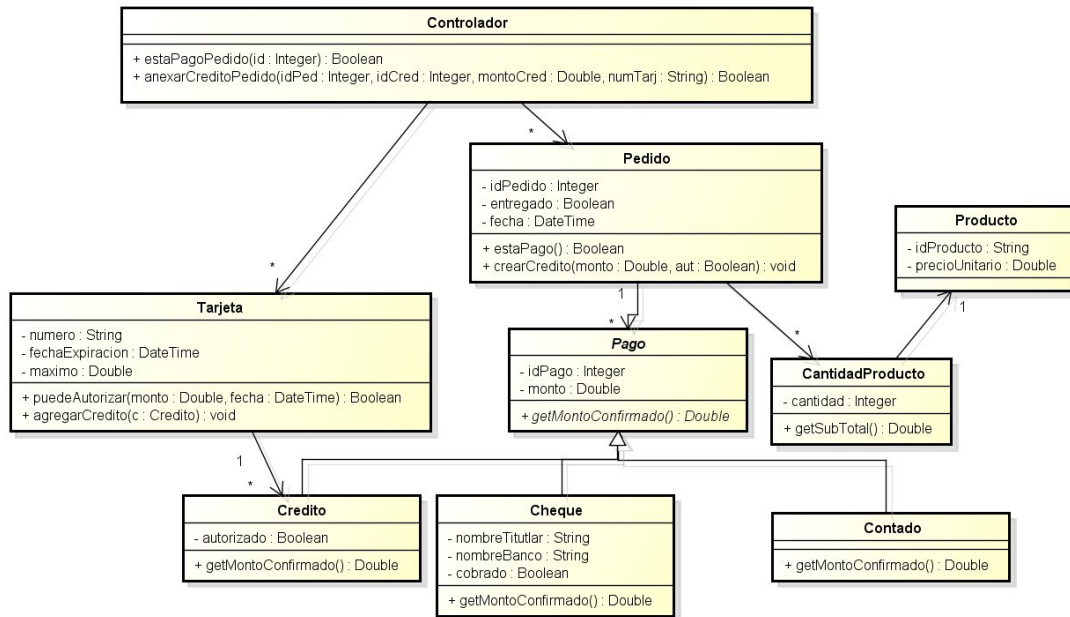 Controlador
+ estaPagoPedido(id : Integer) : Boolean
+ anexarCreditoPedido(idPed : Integer, idCred : Integer, montoCred : Double, numTarj : String) : Boolean
*
*
Pedido
- idPedido : Integer
- entregado : Boolean
- fecha : DateTime
+ estaPago() : Boolean
+ crearCredito(monto : Double, aut : Boolean) : void
Producto
- idProducto : String
- precioUnitario : Double
Tarjeta
- numero : String
- fechaExpiracion : DateTime
- maximo : Double
+ puedeAutorizar(monto : Double, fecha : DateTime) : Boolean
+ agregarCredito(c : Credito) : void
1
*
*
1
Pago
- idPago : Integer
- monto : Double
+ getMontoConfirmado() : Double
CantidadProducto
- cantidad : Integer
+ getSubTotal() : Double
1
*
Credito
- autorizado : Boolean
+ getMontoConfirmado() : Double
Cheque
- nombreTitutlar : String
- nombreBanco : String
- cobrado : Boolean
+ getMontoConfirmado() : Double
Contado
+ getMontoConfirmado() : Double